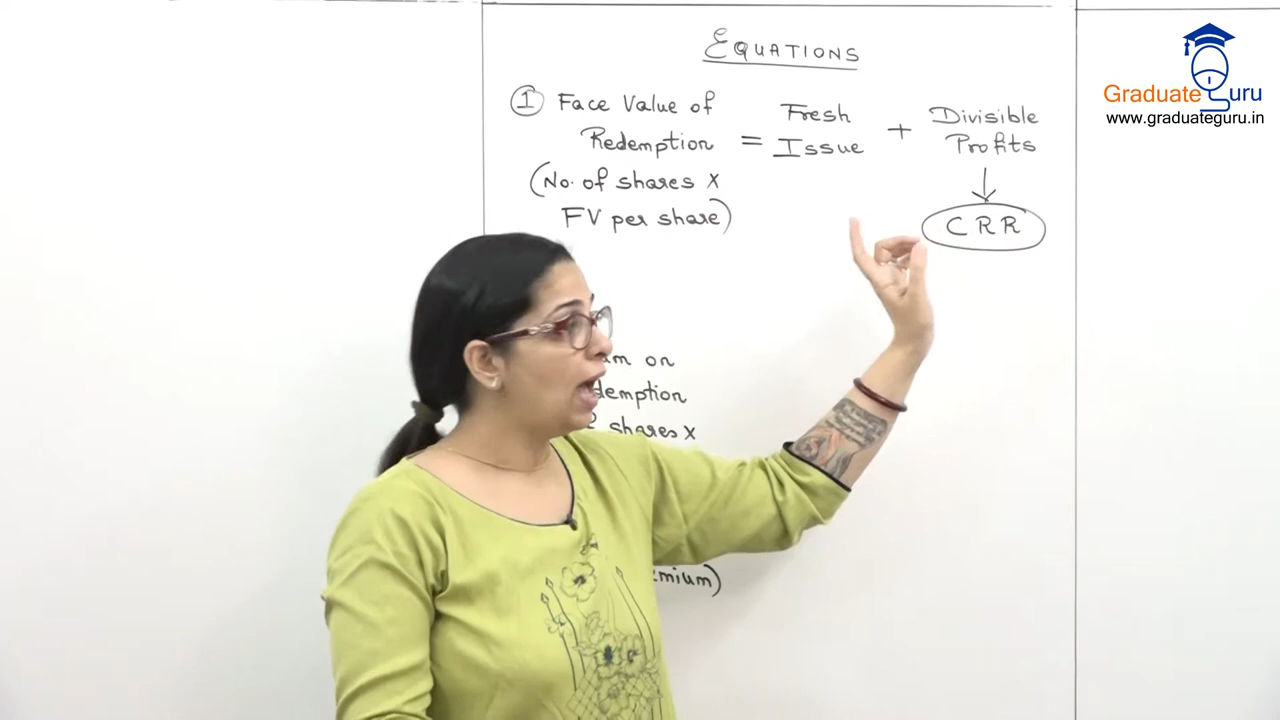 EQUATIONS
① Face Value of Redemption = Fresh Issue + Divisible Profits
(No. of shares X
FV per share)
↓
CRR
on
shares X
Graduate Guru
www.graduateguru.in